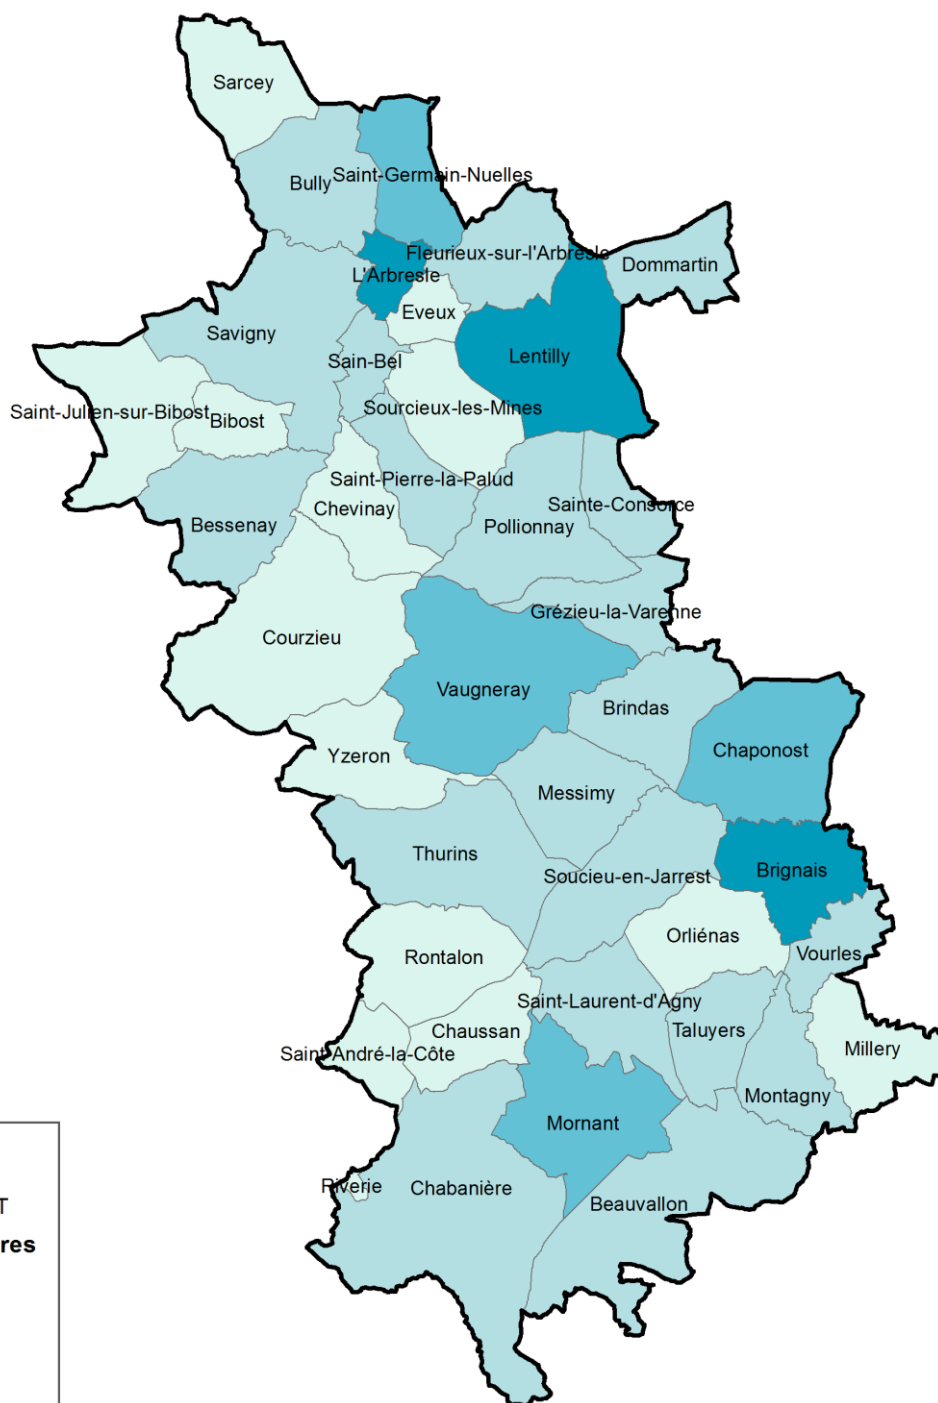 Sarcey
Saint-Germain-Nuelles
Bully
Fleurieux-sur-l'Arbresle
Dommartin
L'Arbresle
Eveux
Savigny
Lentilly
Sain-Bel
Saint-Julien-sur-Bibost
Sourcieux-les-Mines
Bibost
Saint-Pierre-la-Palud
Sainte-Consorce
Chevinay
Bessenay
Pollionnay
Grézieu-la-Varenne
Courzieu
Vaugneray
Brindas
Chaponost
Yzeron
Messimy
Thurins
Brignais
Soucieu-en-Jarrest
Orliénas
Vourles
Rontalon
Saint-Laurent-d'Agny
Chaussan
Taluyers
Millery
Saint-André-la-Côte
Montagny
Mornant
Riverie
Chabanière
Beauvallon
T
res